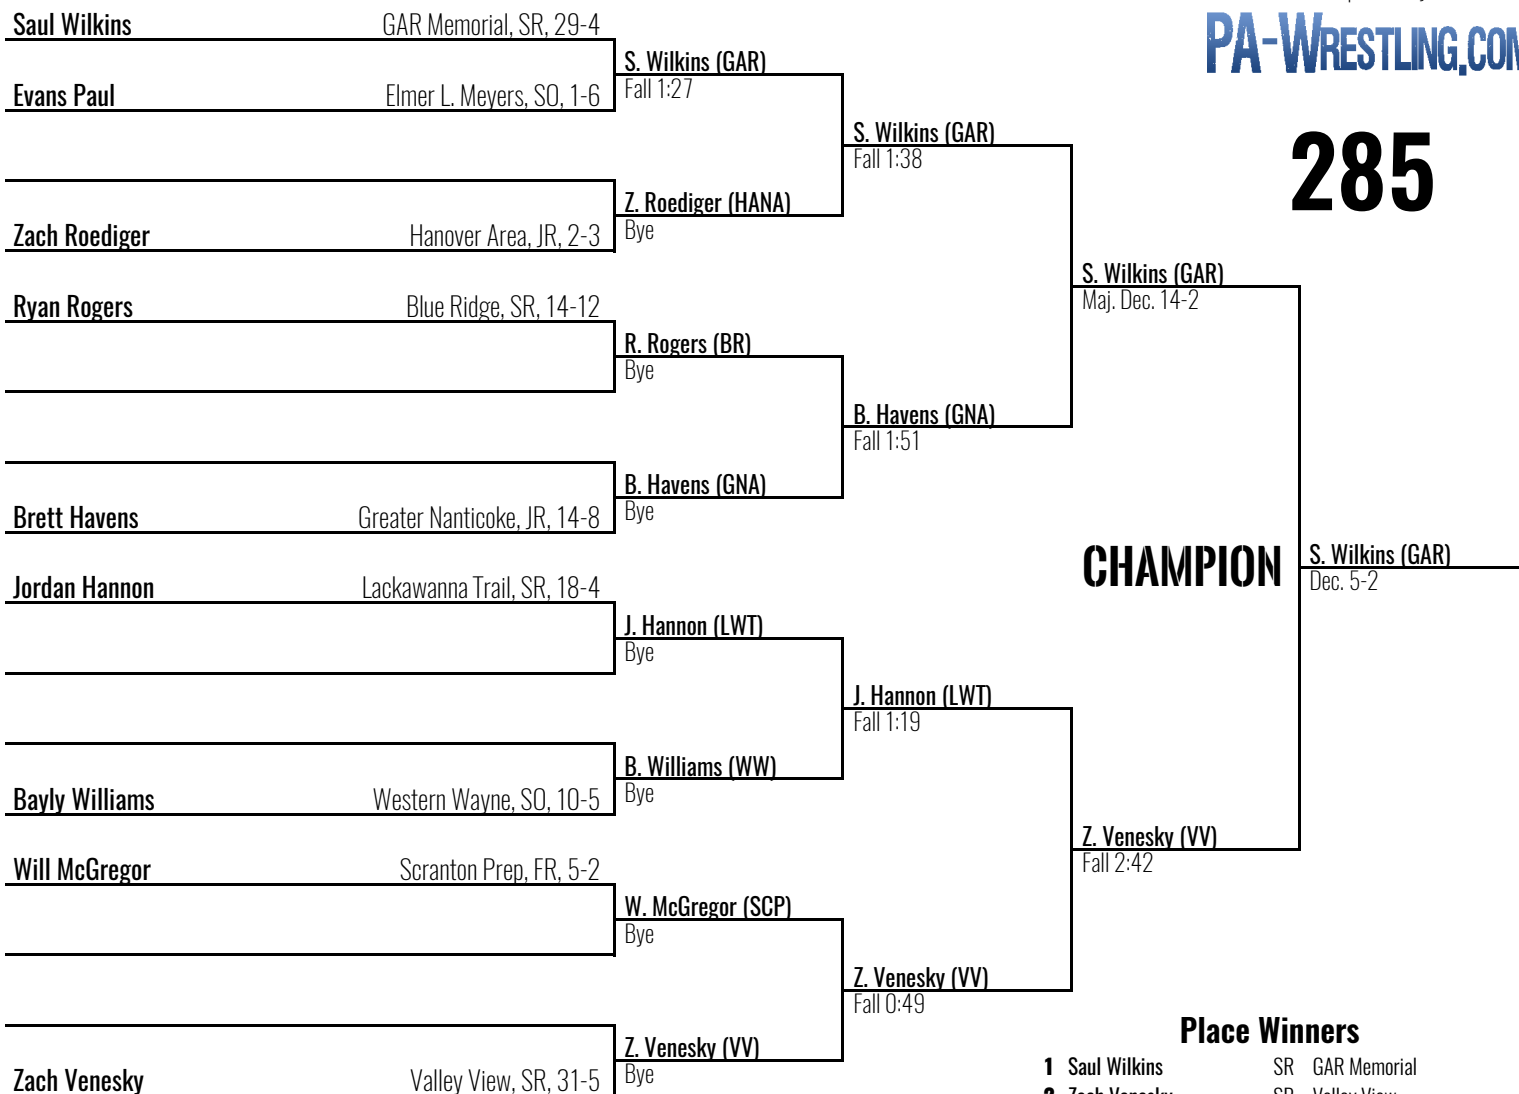 Saul Wilkins GAR Memorial, SR, 29-4
S. Wilkins (GAR)
Evans Paul Elmer L. Meyers, SO, 1-6
Fall 1:27
S. Wilkins (GAR)
Fall 1:38
Z. Roediger (HANA)
Zach Roediger Hanover Area, JR, 2-3
Bye
PA-WRESTLING.COM
285
S. Wilkins (GAR)
Maj. Dec. 14-2
Ryan Rogers Blue Ridge, SR, 14-12
R. Rogers (BR)
Bye
B. Havens (GNA)
Fall 1:51
B. Havens (GNA)
Brett Havens Greater Nanticoke, JR, 14-8
Bye
CHAMPION
S. Wilkins (GAR)
Dec. 5-2
Jordan Hannon Lackawanna Trail, SR, 18-4
J. Hannon (LWT)
Bye
J. Hannon (LWT)
Fall 1:19
B. Williams (WW)
Bayly Williams Western Wayne, SO, 10-5
Bye
Z. Venesky (VV)
Fall 2:42
Will McGregor Scranton Prep, FR, 5-2
W. McGregor (SCP)
Bye
Z. Venesky (VV)
Fall 0:49
Z. Venesky (VV)
Zach Venesky Valley View, SR, 31-5
Bye
Place Winners
1 Saul Wilkins SR GAR Memorial
2 Zach Venesky SR Valley View